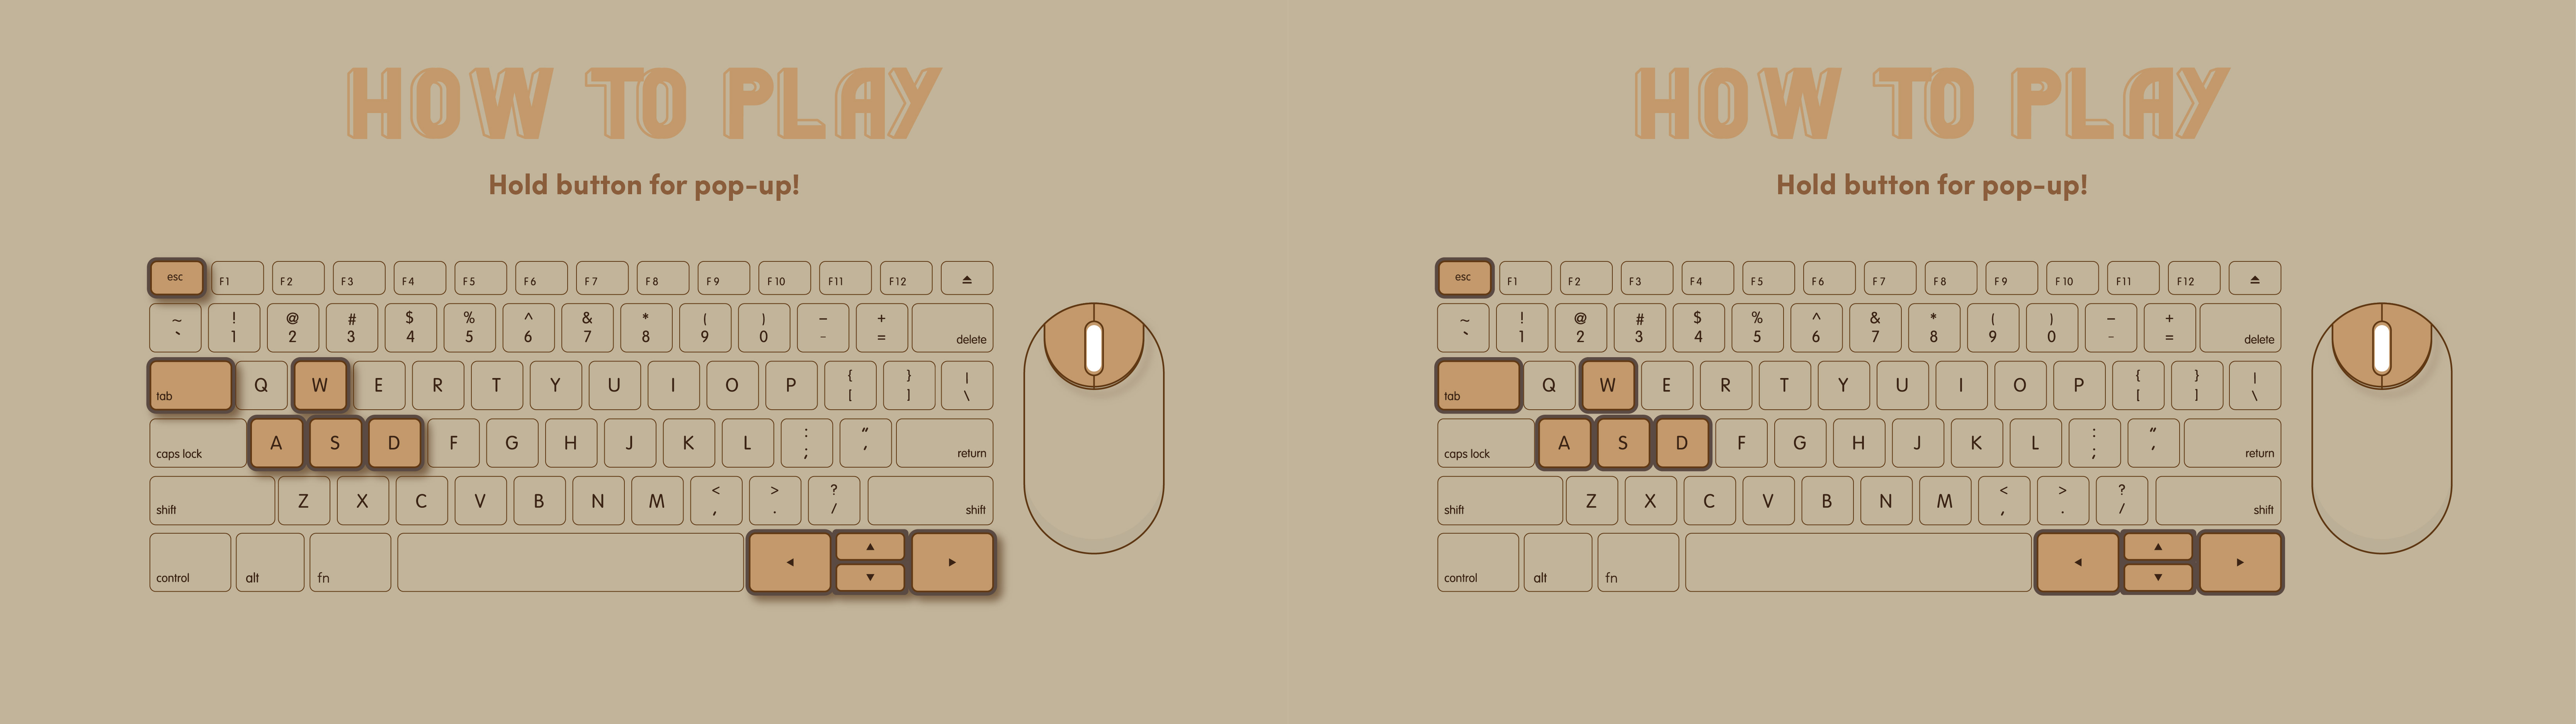 HOW TO PLAY
Hold button for pop-up!
esc F1 F2 F3 F4 F5 F6 F7 F8 F9 F10 F11 F12
~ ! @ # $ % ^ & * ( ) – +
` 1 2 3 4 5 6 7 8 9 0 - = delete
tab Q W E R T Y U I O P { [ } ] | \
caps lock A S D F G H J K L : ; " ' return
shift Z X C V B N M < , > . ? / shift
control alt fn
HOW TO PLAY
Hold button for pop-up!
esc F1 F2 F3 F4 F5 F6 F7 F8 F9 F10 F11 F12
~ ! @ # $ % ^ & * ( ) – +
` 1 2 3 4 5 6 7 8 9 0 - = delete
tab Q W E R T Y U I O P { [ } ] | \
caps lock A S D F G H J K L : ; " ' return
shift Z X C V B N M < , > . ? / shift
control alt fn